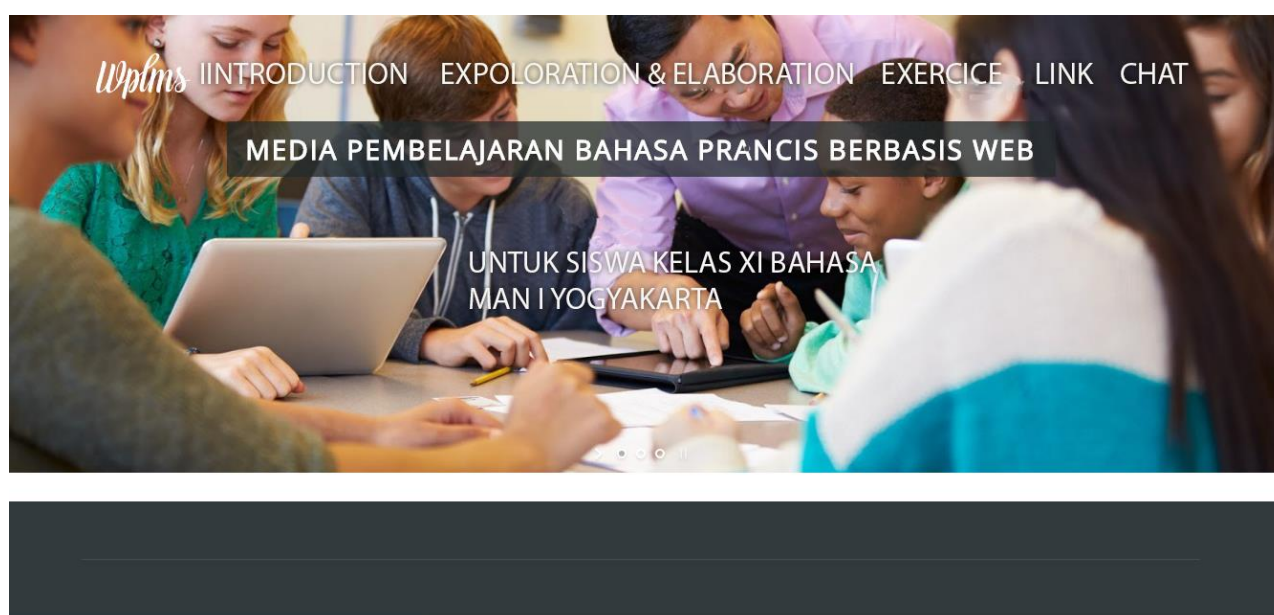 Wplms IINTRODUCTION EXPOLORATION & ELABORATION EXERCICE LINK CHAT
MEDIA PEMBELAJARAN BAHASA PRANCIS BERBASIS WEB
UNTUK SISWA KELAS XI BAHASA
MAN I YOGYAKARTA